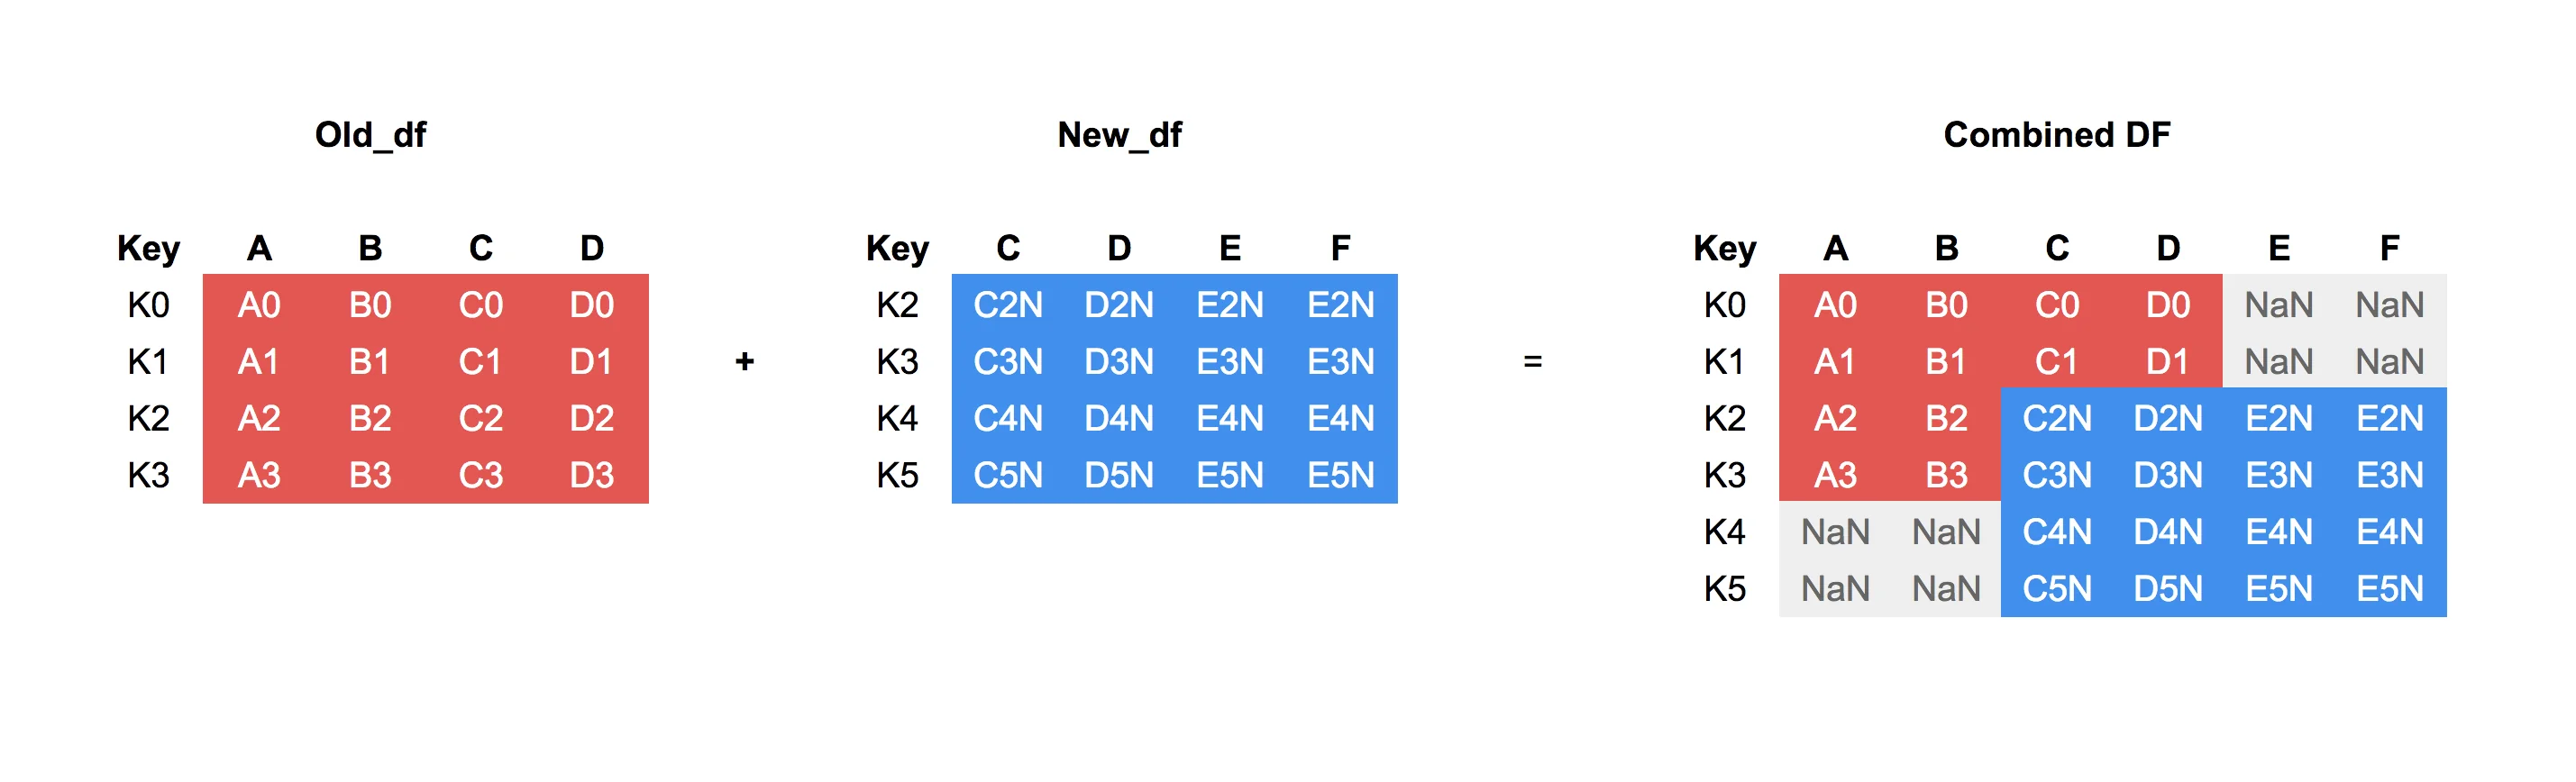 Old_df New_df Combined DF
Key A B C D Key C D E F Key A B C D E F
K0 A0 B0 C0 D0 K2 C2N D2N E2N E2N K0 A0 B0 C0 D0 NaN NaN
K1 A1 B1 C1 D1 + K3 C3N D3N E3N E3N = K1 A1 B1 C1 D1 NaN NaN
K2 A2 B2 C2 D2 K4 C4N D4N E4N E4N K2 A2 B2 C2N D2N E2N E2N
K3 A3 B3 C3 D3 K5 C5N D5N E5N E5N K3 A3 B3 C3N D3N E3N E3N
K4 NaN NaN C4N D4N E4N E4N
K5 NaN NaN C5N D5N E5N E5N